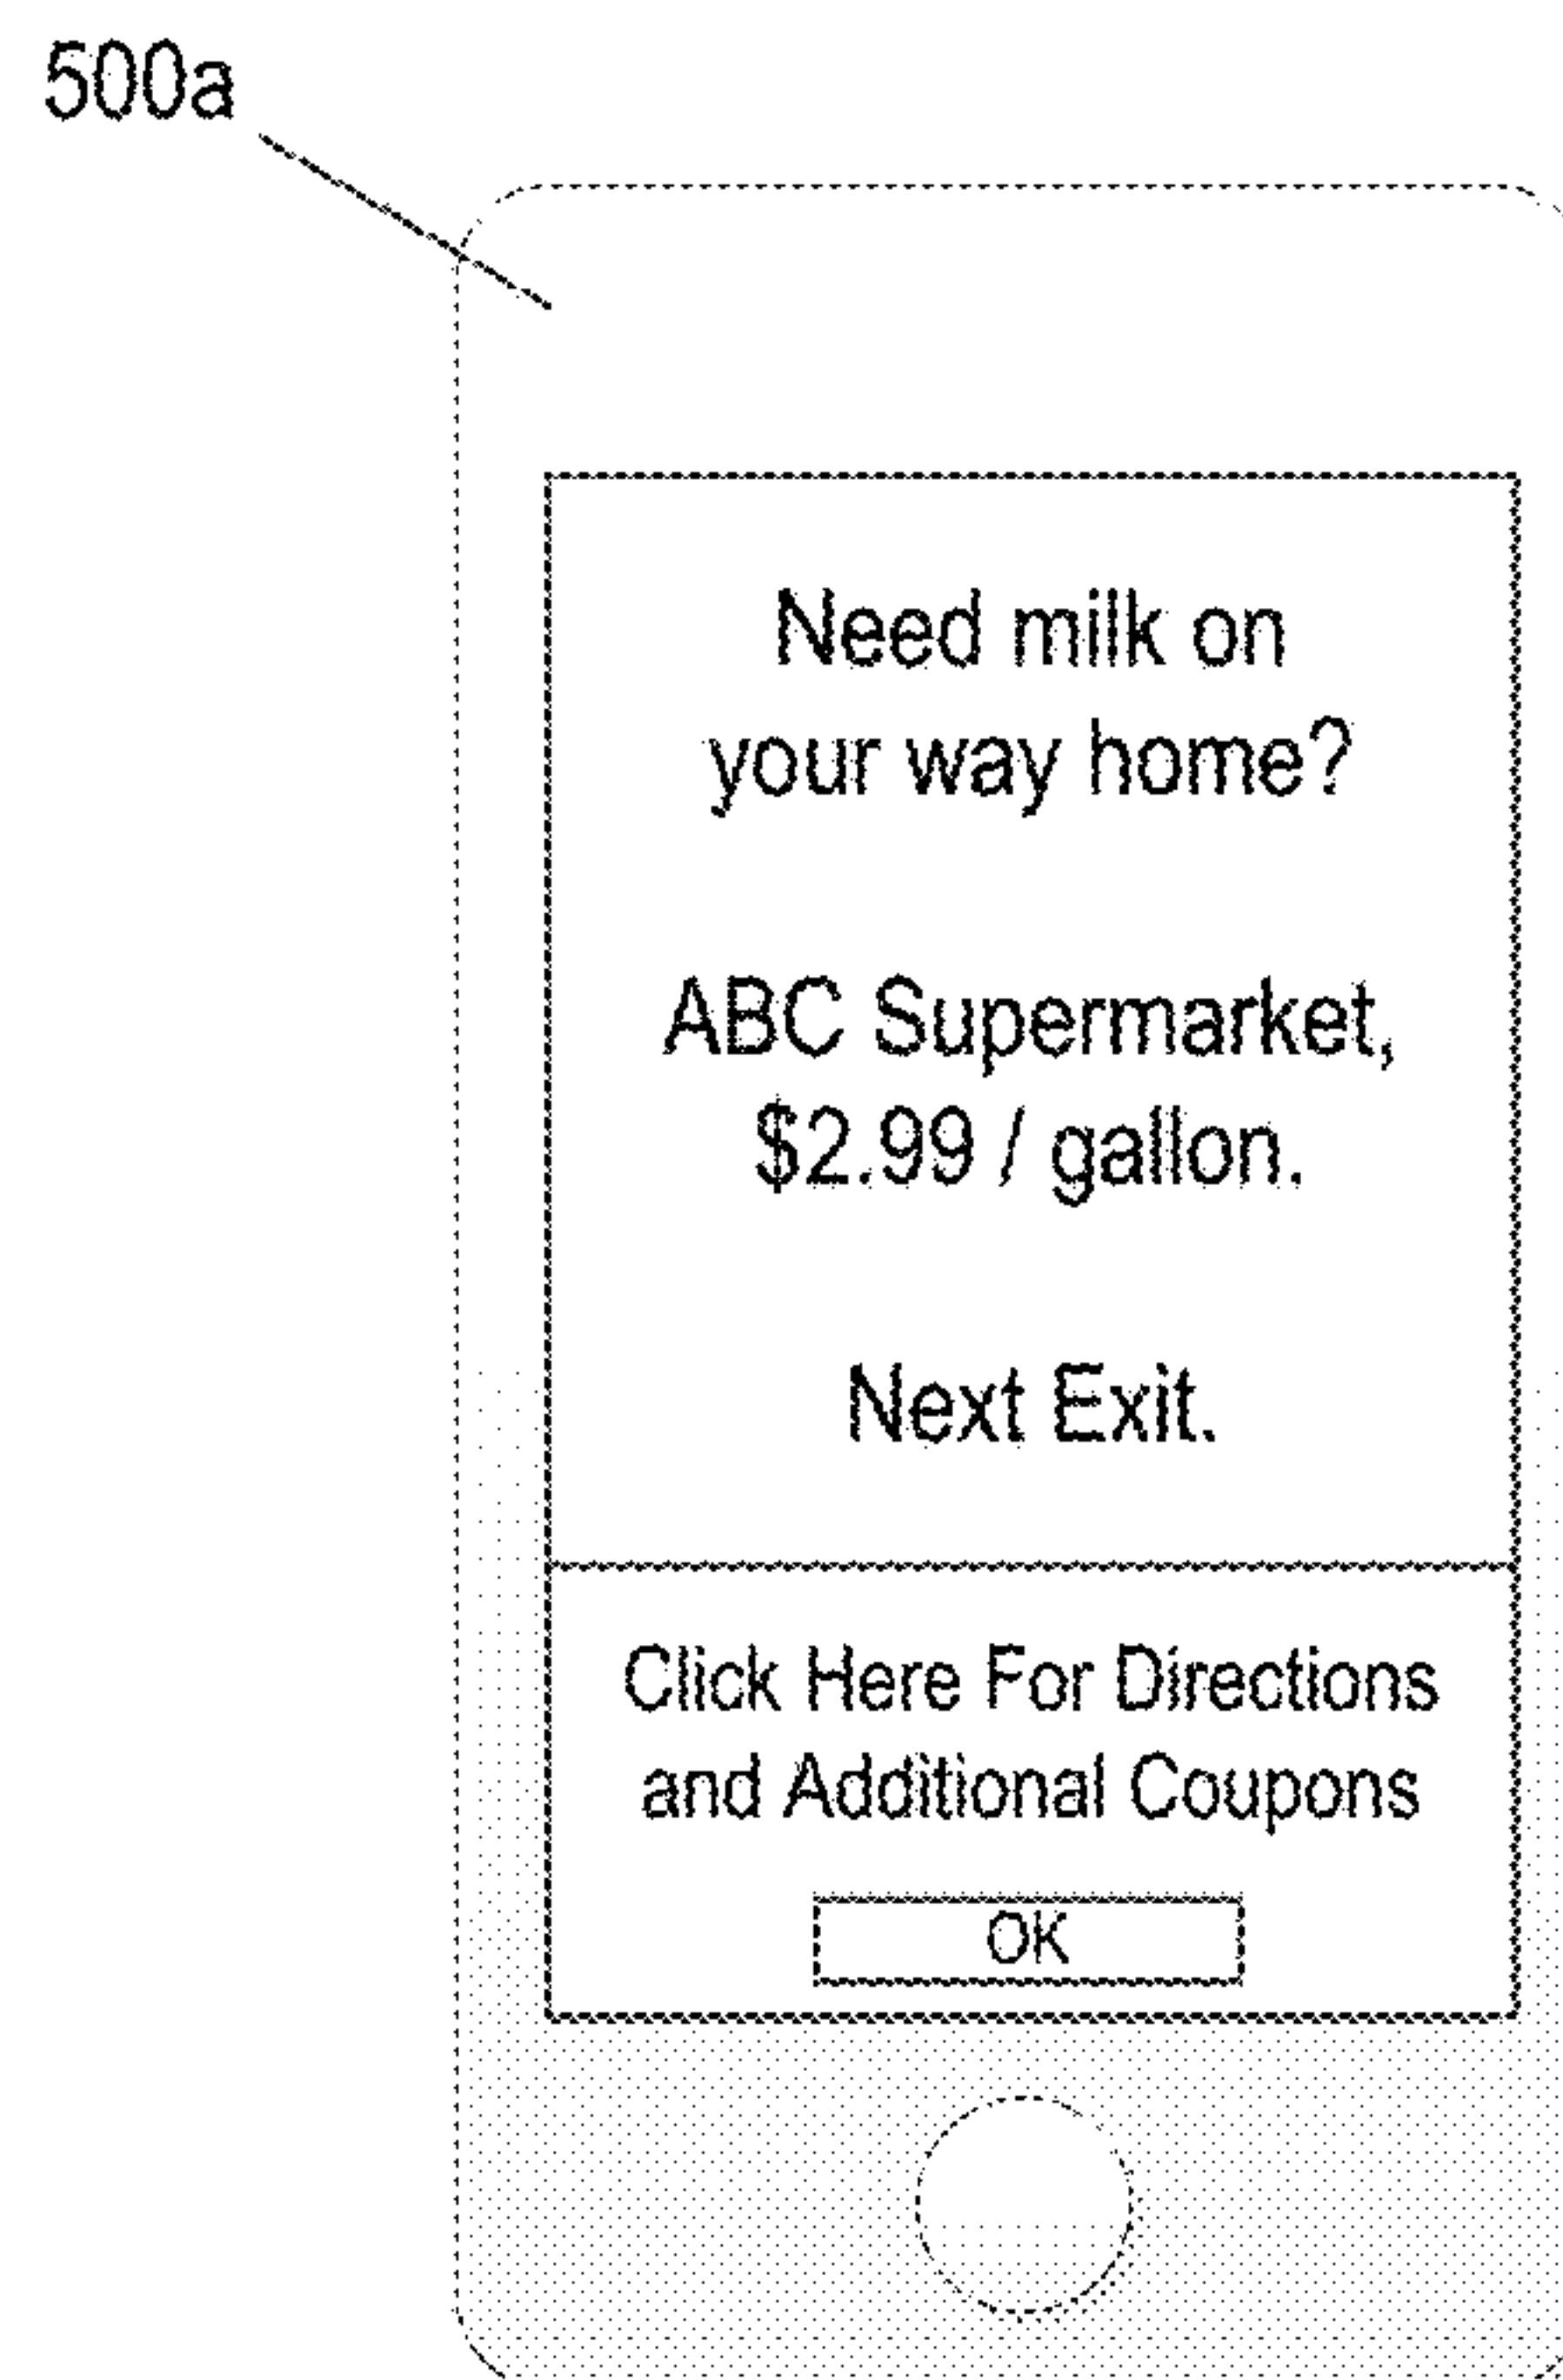 500a
Need milk on
your way home?
ABC Supermarket,
$2.99 / gallon.
Next Exit.
Click Here For Directions
and Additional Coupons
OK